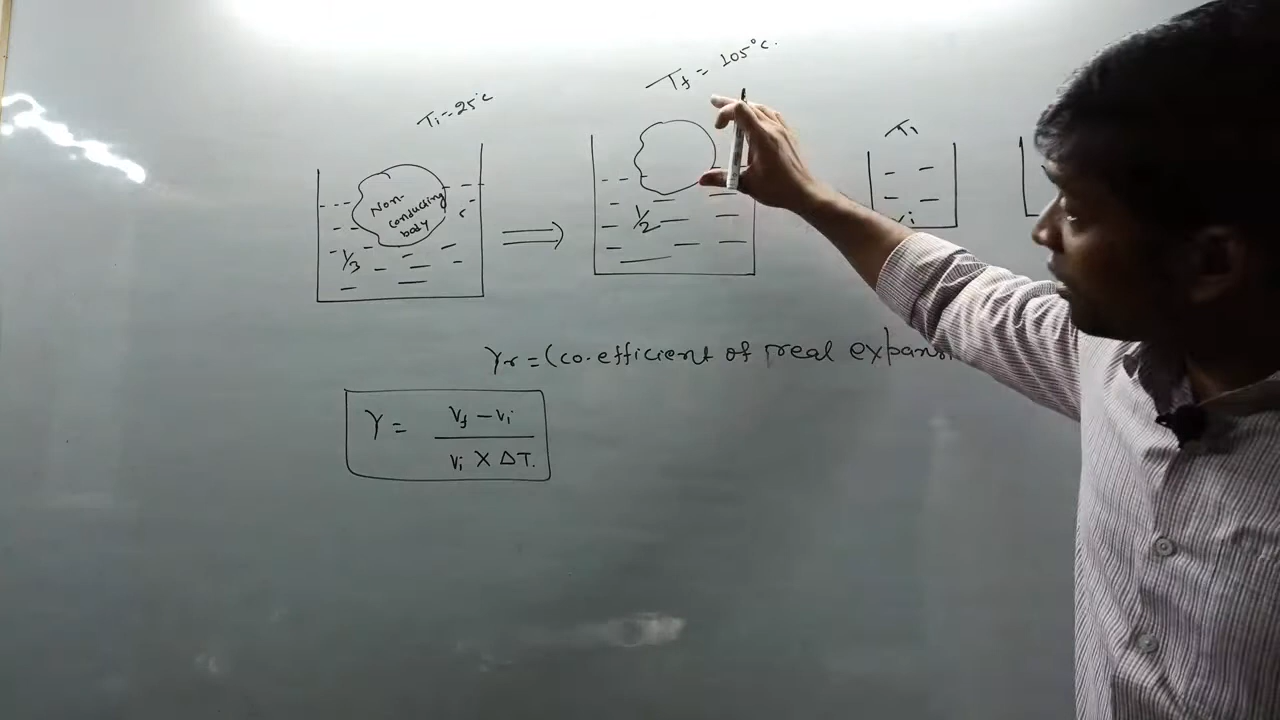 Ti = 25°C
Tf = 105°C.
Non-
conducting
body
1/3
1/2
T1
Vi
γr = (co.efficient of real expansi
γ = Vf - Vi
Vi × ΔT.